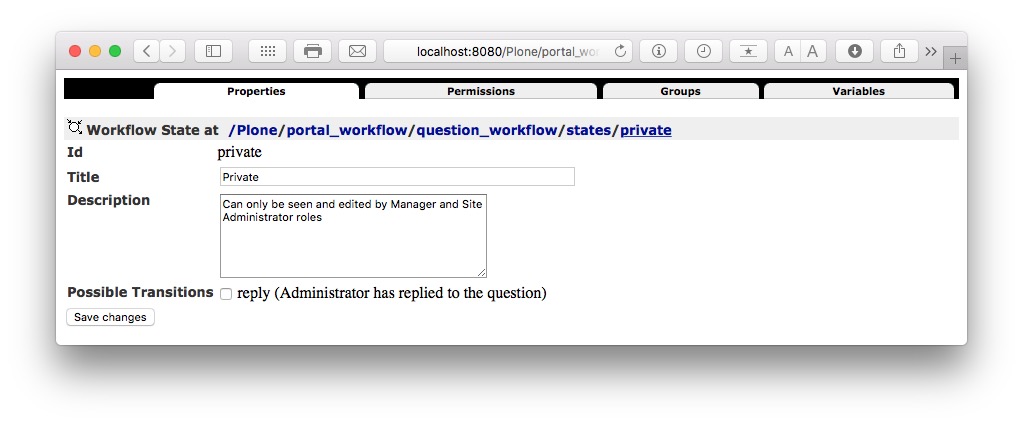 localhost:8080/Plone/portal_wo
A A
Properties Permissions Groups Variables
Workflow State at /Plone/portal_workflow/question_workflow/states/private
Id private
Title Private
Description Can only be seen and edited by Manager and Site
Administrator roles
Possible Transitions reply (Administrator has replied to the question)
Save changes